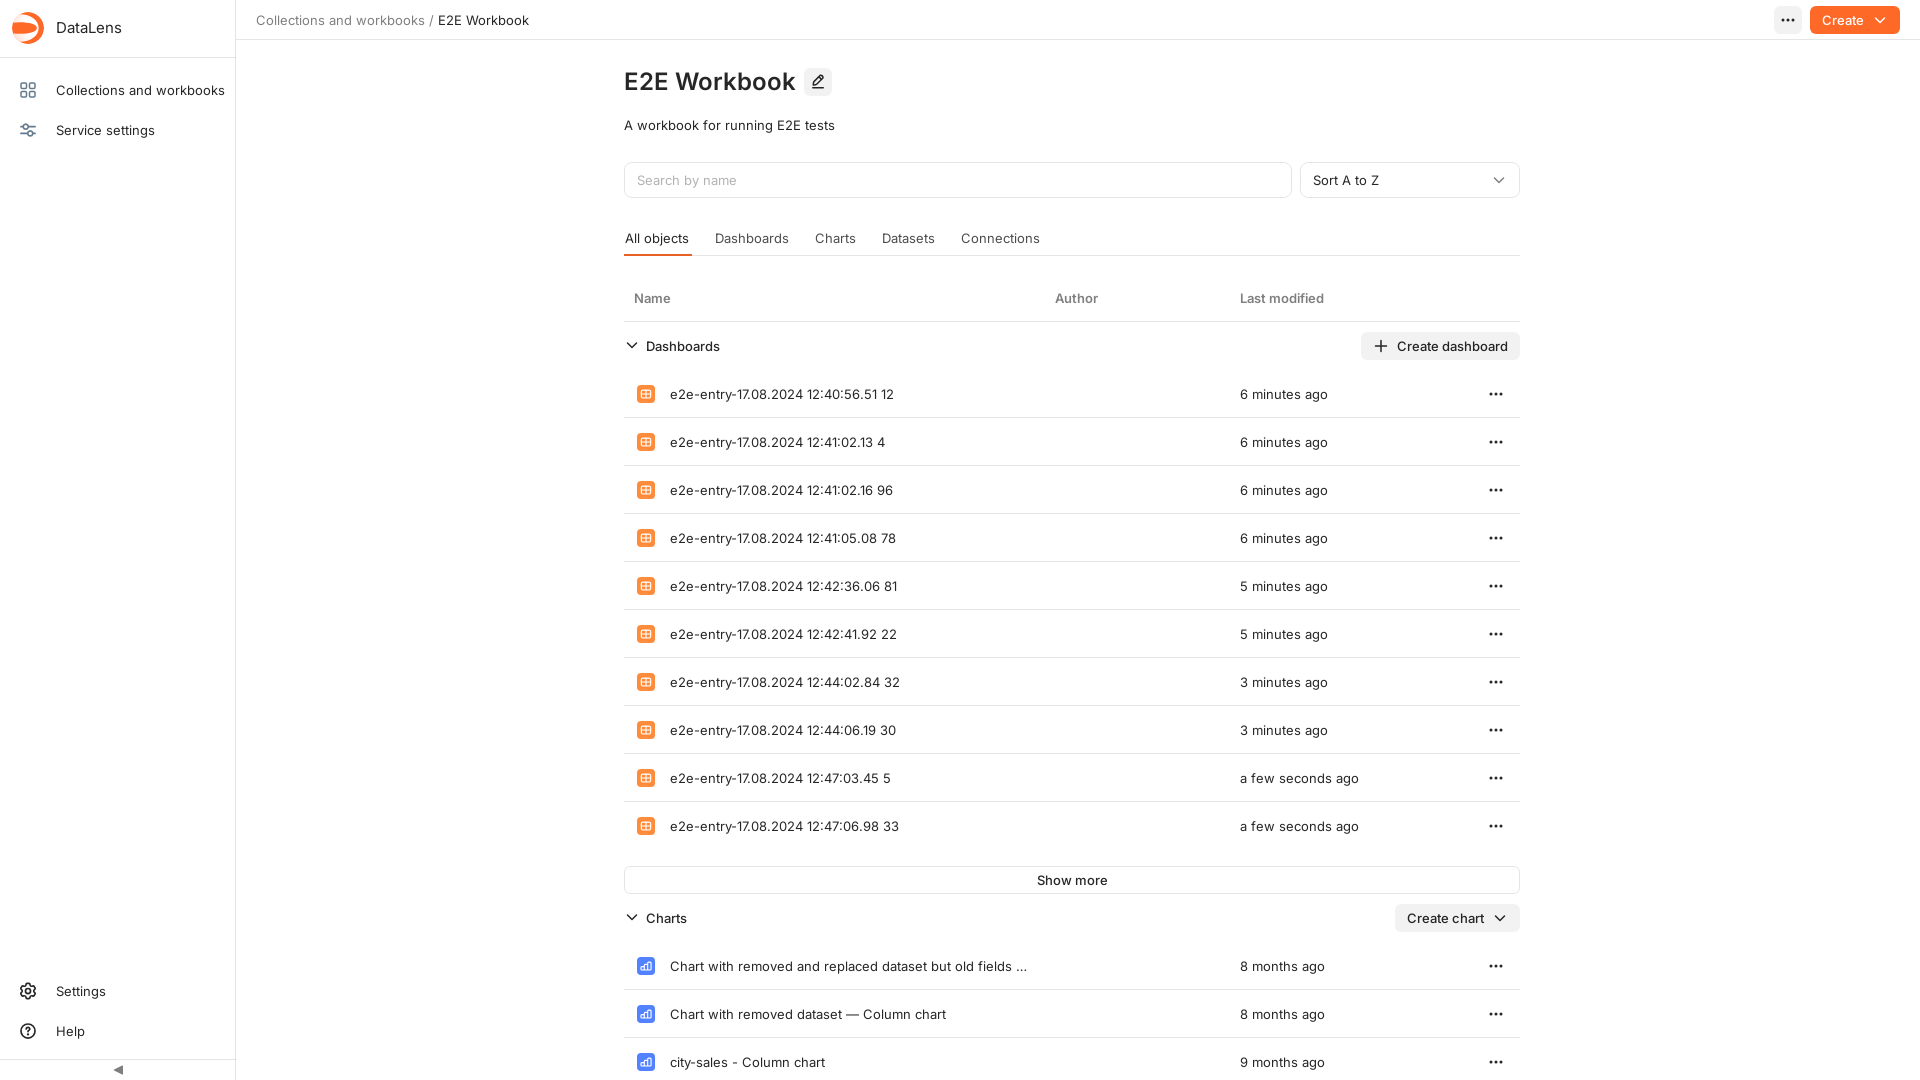 DataLens
Collections and workbooks / E2E Workbook
Create
Collections and workbooks
Service settings
E2E Workbook
A workbook for running E2E tests
Search by name
Sort A to Z
All objects
Dashboards
Charts
Datasets
Connections
Name
Author
Last modified
Dashboards
Create dashboard
e2e-entry-17.08.2024 12:40:56.51 12
6 minutes ago
e2e-entry-17.08.2024 12:41:02.13 4
6 minutes ago
e2e-entry-17.08.2024 12:41:02.16 96
6 minutes ago
e2e-entry-17.08.2024 12:41:05.08 78
6 minutes ago
e2e-entry-17.08.2024 12:42:36.06 81
5 minutes ago
e2e-entry-17.08.2024 12:42:41.92 22
5 minutes ago
e2e-entry-17.08.2024 12:44:02.84 32
3 minutes ago
e2e-entry-17.08.2024 12:44:06.19 30
3 minutes ago
e2e-entry-17.08.2024 12:47:03.45 5
a few seconds ago
e2e-entry-17.08.2024 12:47:06.98 33
a few seconds ago
Show more
Charts
Create chart
Chart with removed and replaced dataset but old fields ...
8 months ago
Chart with removed dataset — Column chart
8 months ago
city-sales - Column chart
9 months ago
Settings
Help